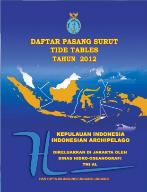 DAFTAR PASANG SURUT
TIDE TABLES
TAHUN 2012
KEPULAUAN INDONESIA
INDONESIAN ARCHIPELAGO
DIKELUARKAN DI JAKARTA OLEH
DINAS HIDRO-OSEANOGRAFI
TNI AL